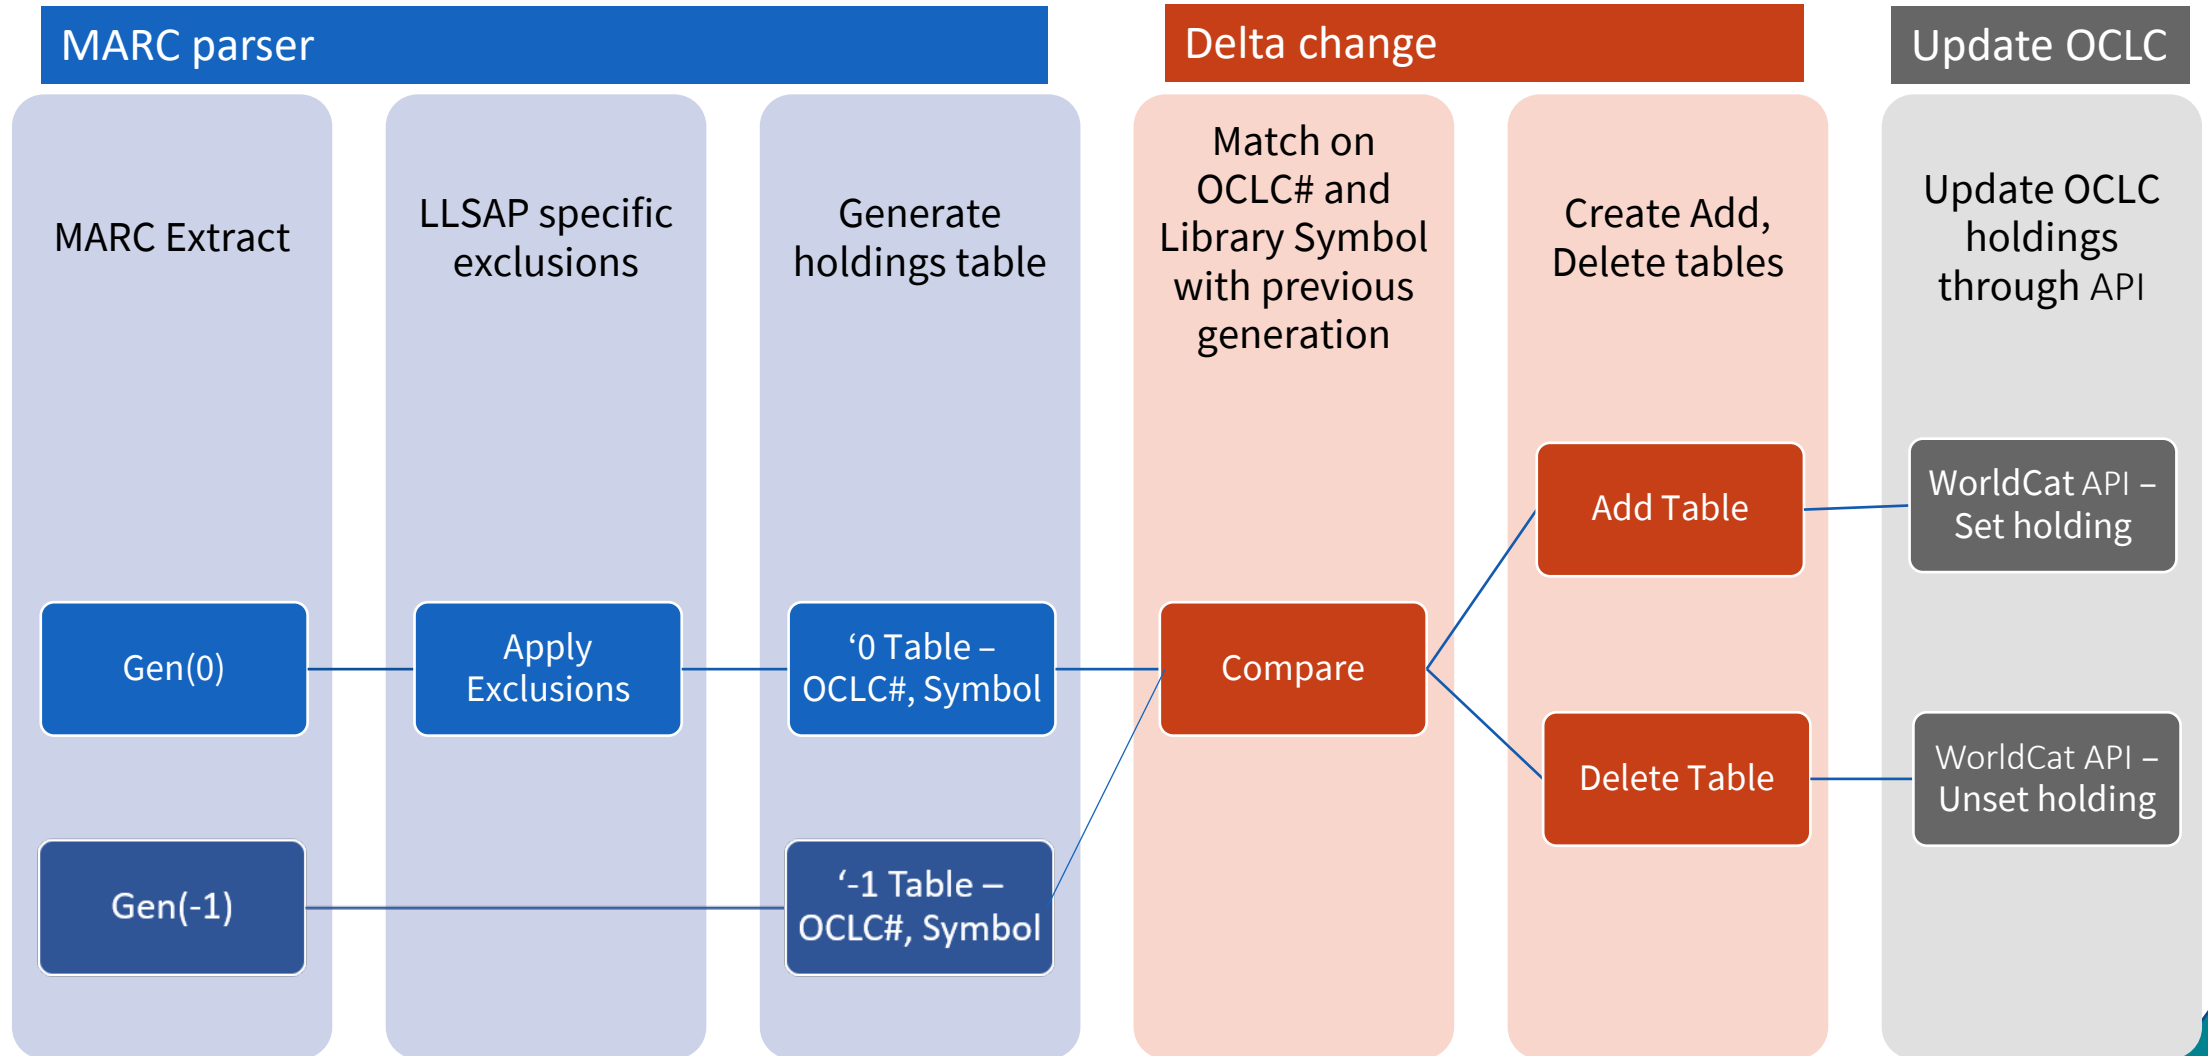 MARC parser
Delta change
Update OCLC
MARC Extract
LLSAP specific
exclusions
Generate
holdings table
Match on
OCLC# and
Library Symbol
with previous
generation
Create Add,
Delete tables
Update OCLC
holdings
through API
Gen(0)
Apply
Exclusions
‘0 Table –
OCLC#, Symbol
Compare
Add Table
WorldCat API –
Set holding
Delete Table
WorldCat API –
Unset holding
Gen(-1)
‘-1 Table –
OCLC#, Symbol